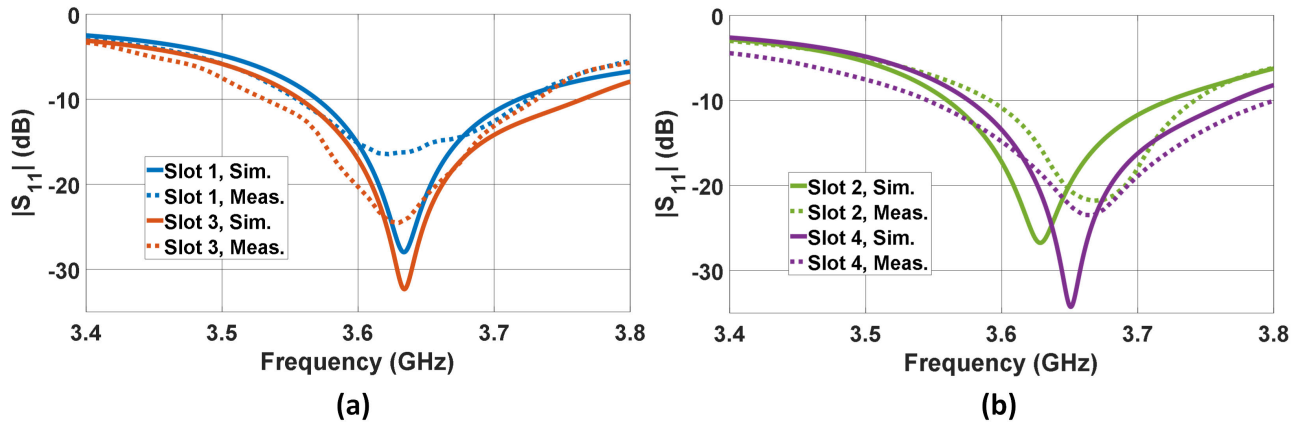 0
-10
-20
-30
|S11| (dB)
Slot 1, Sim.
Slot 1, Meas.
Slot 3, Sim.
Slot 3, Meas.
3.4 3.5 3.6 3.7 3.8
Frequency (GHz)
(a)
0
-10
-20
-30
|S11| (dB)
Slot 2, Sim.
Slot 2, Meas.
Slot 4, Sim.
Slot 4, Meas.
3.4 3.5 3.6 3.7 3.8
Frequency (GHz)
(b)